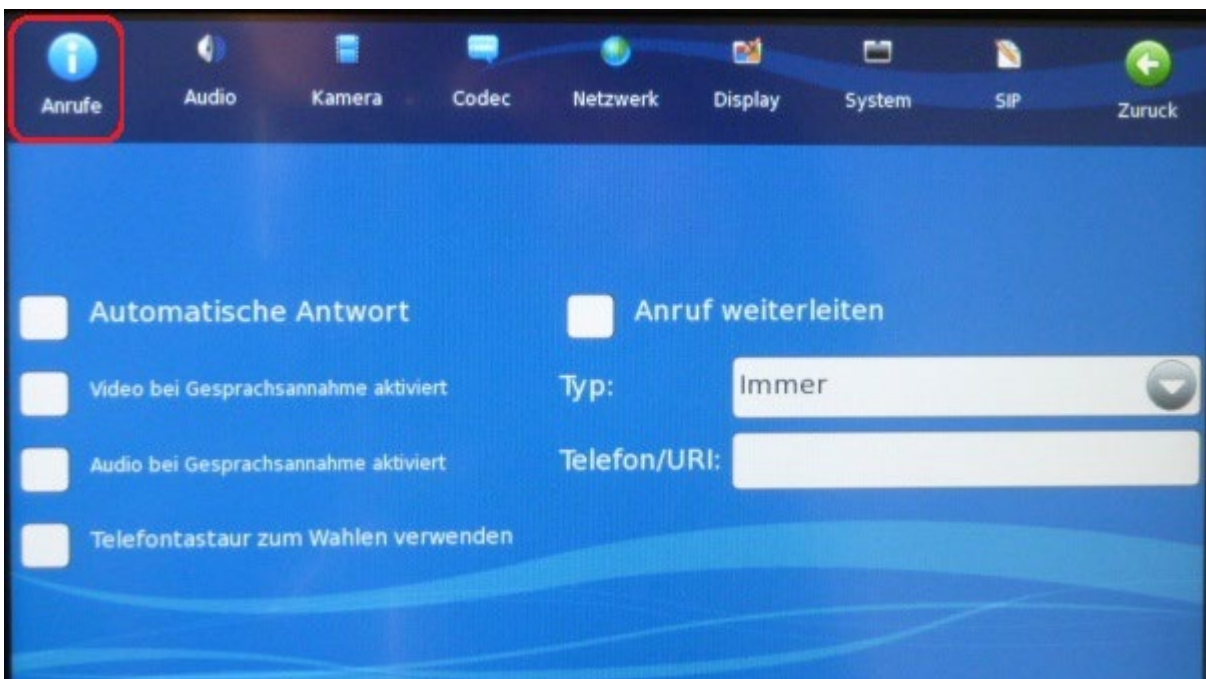 Anrufe
Audio
Kamera
Codec
Netzwerk
Display
System
SIP
Zuruck
Automatische Antwort
Video bei Gesprachsannahme aktiviert
Audio bei Gesprachsannahme aktiviert
Telefontastaur zum Wahlen verwenden
Anruf weiterleiten
Typ: Immer
Telefon/URI: